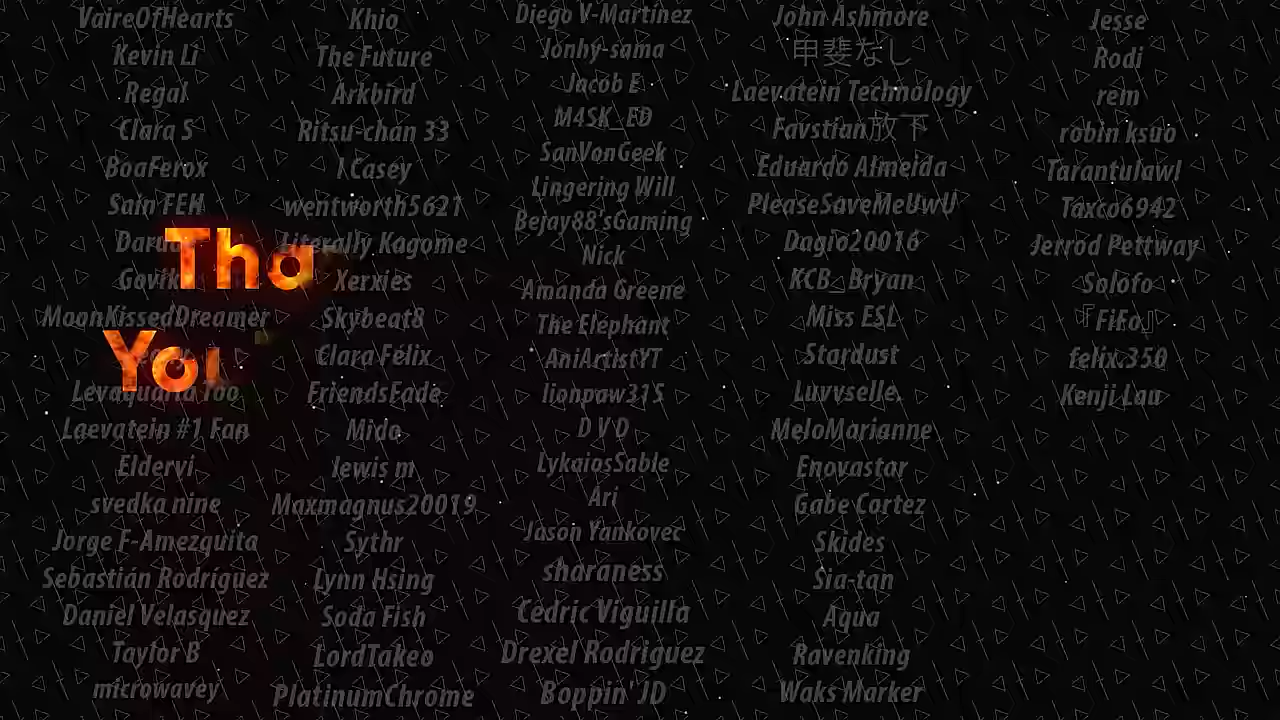 VaireOfHearts
Kevin Li
Regal
Clara S
BoaFerox
Sain FEH
Tha
MoonKissedDreamer
Levaquaria Too
Laevatein #1 Fan
Eldervi
svedka nine
Jorge F-Amezquita
Sebastián Rodríguez
Daniel Velasquez
Taylor B
microwavey
Khio
The Future
Arkbird
Ritsu-chan 33
I Casey
wentworth5621
Literally Kagome
Xerxies
Skybeat8
Clara Felix
FriendsFade
Mido
lewis m
Maxmagnus20019
Sythr
Lynn Hsing
Soda Fish
LordTakeo
PlatinumChrome
Diego V-Martinez
Jonhy-sama
Jacob E
M4SK_ED
SanVonGeek
Lingering Will
Bejay88'sGaming
Nick
Amanda Greene
The Elephant
AniArtistYT
lionpaw315
D V D
LykaiosSable
Ari
Jason Yankovec
sharaness
Cedric Viguilla
Drexel Rodriguez
Boppin' JD
John Ashmore
甲斐なし
Laevatein Technology
Favstian放下
Eduardo Almeida
PleaseSaveMeUwU
Dagio20016
KCB_Bryan
Miss ESL
Stardust
Luvvselle.
MeloMarianne
Enovastar
Gabe Cortez
Skides
Sia-tan
Aqua
Ravenking
Waks Marker
Jesse
Rodi
rem
robin ksuo
Tarantulawl
Taxco6942
Jerrod Pettway
Solofo
『FiFo』
felix.350
Kenji Lau